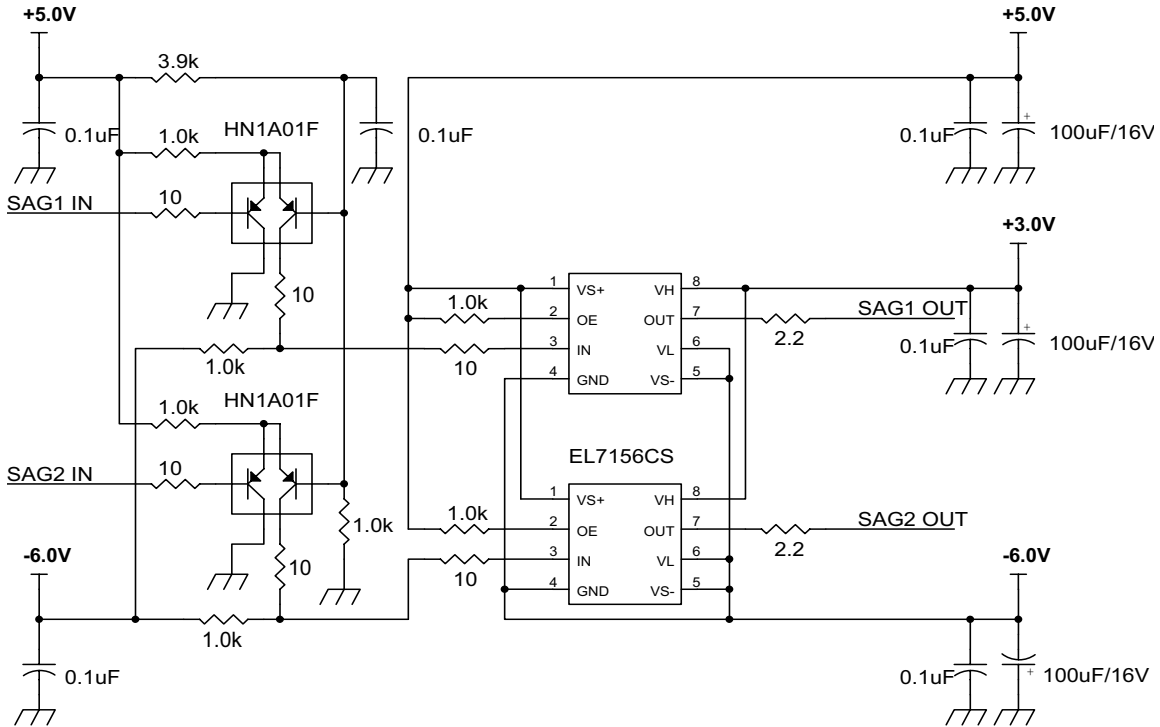 +5.0V
+5.0V
3.9k
HN1A01F
0.1uF
1.0k
0.1uF
0.1uF
+
100uF/16V
SAG1 IN
10
+3.0V
10
1
VS+
VH
8
1.0k
2
OE
OUT
7
SAG1 OUT
3
IN
VL
6
2.2
0.1uF
+
100uF/16V
1.0k
10
4
GND
VS-
5
HN1A01F
1.0k
EL7156CS
SAG2 IN
10
1
VS+
VH
8
1.0k
1.0k
2
OE
OUT
7
SAG2 OUT
2.2
-6.0V
10
3
IN
VL
6
-6.0V
10
4
GND
VS-
5
1.0k
0.1uF
0.1uF
+
100uF/16V